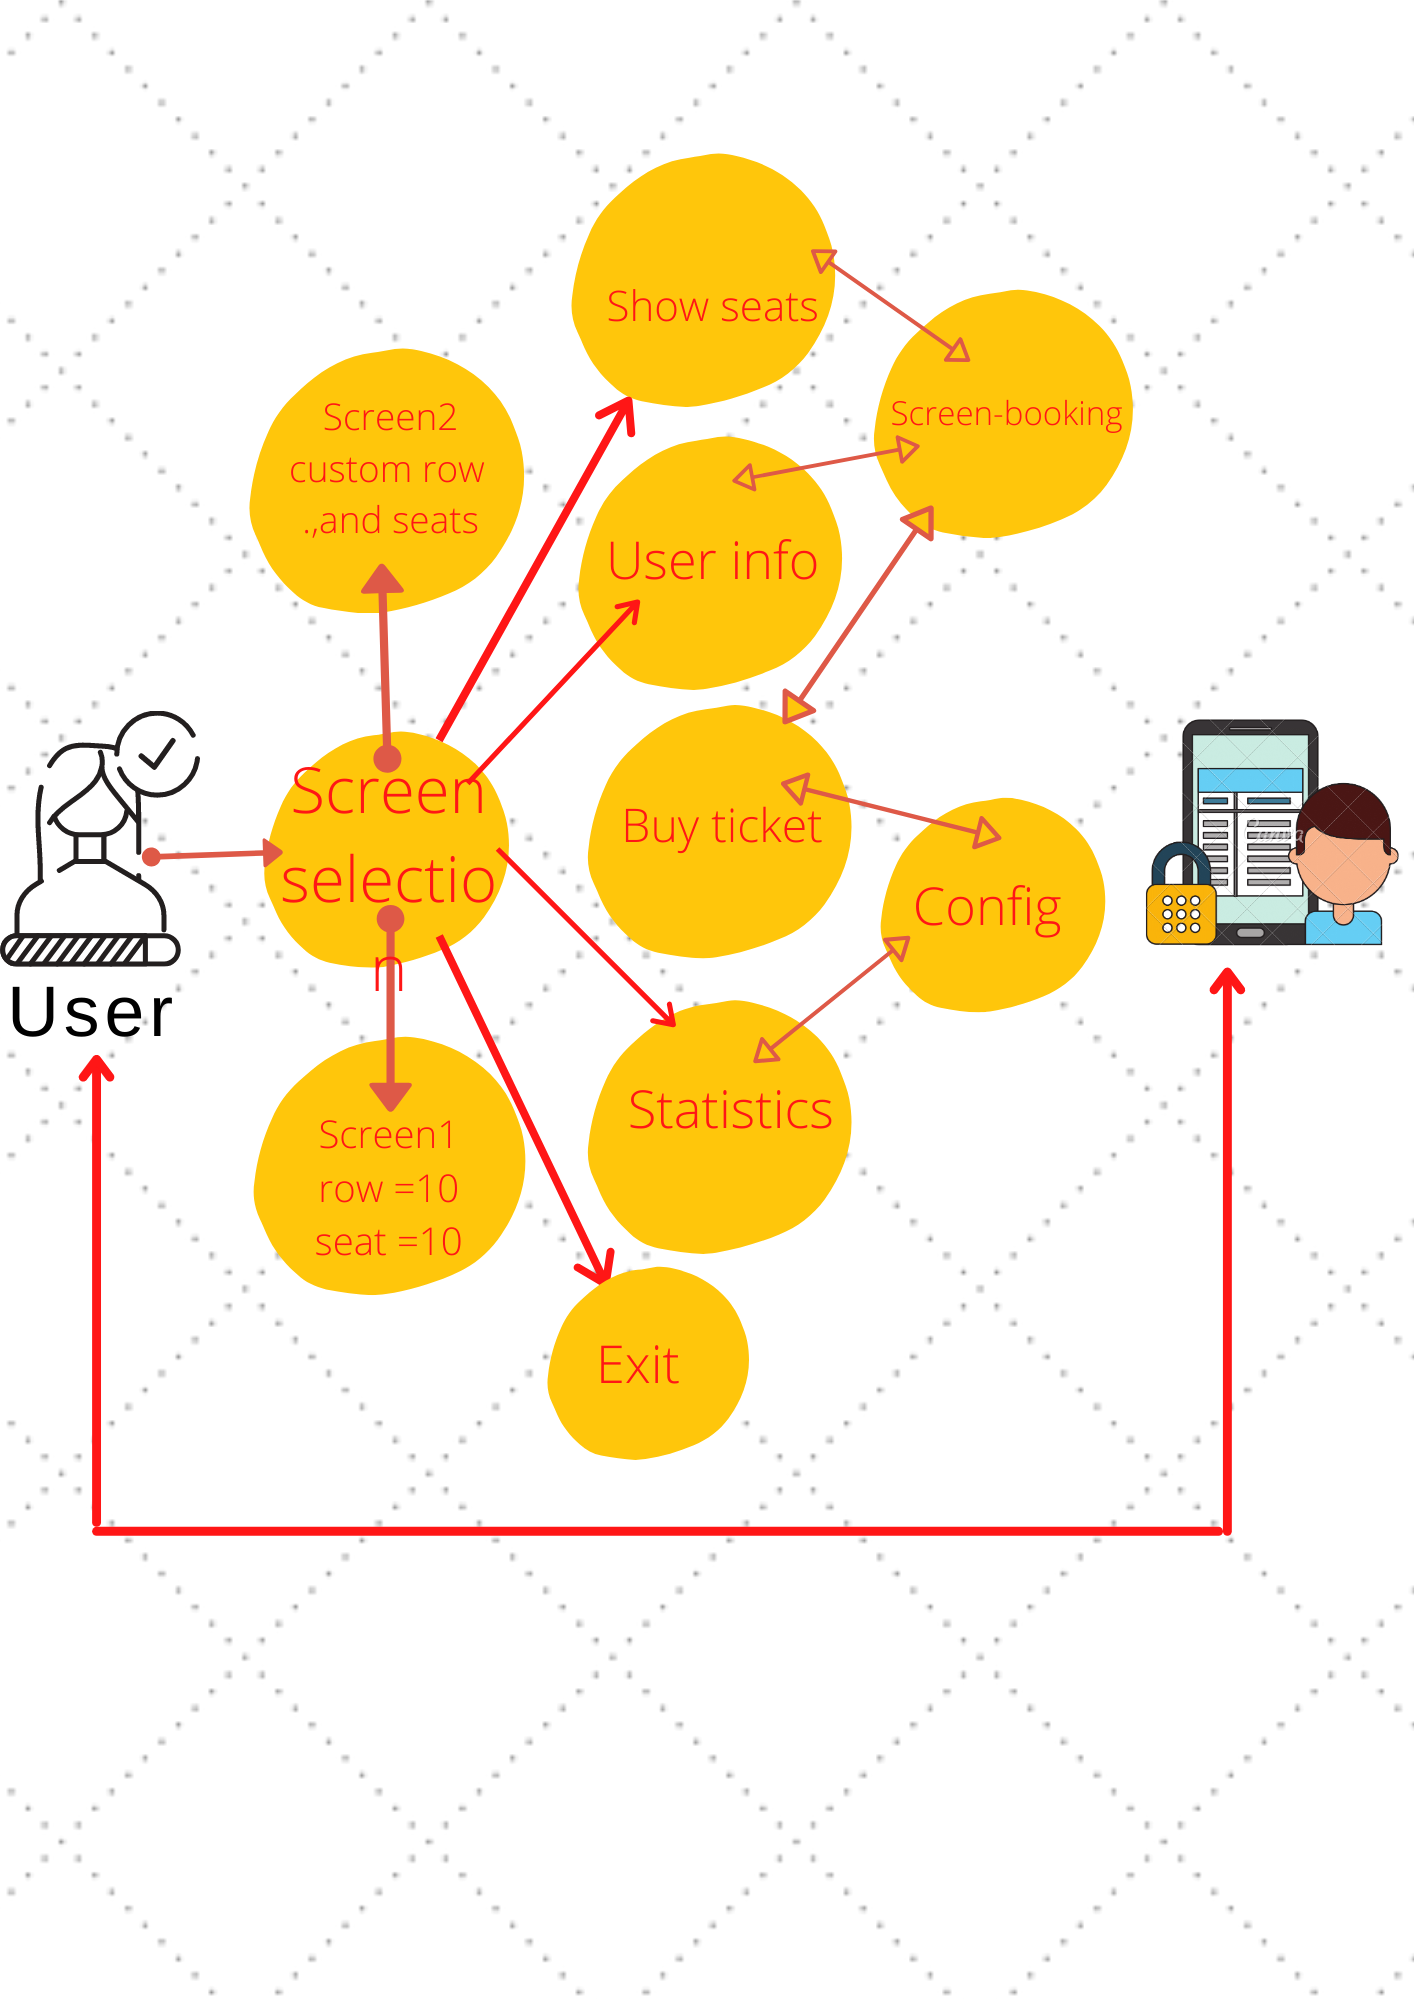 Show seats
Screen2
custom row
.,and seats
Screen-booking
User info
Screen
selectio
n
Buy ticket
Config
Canva
User
Screen1
row =10
seat =10
Statistics
Exit